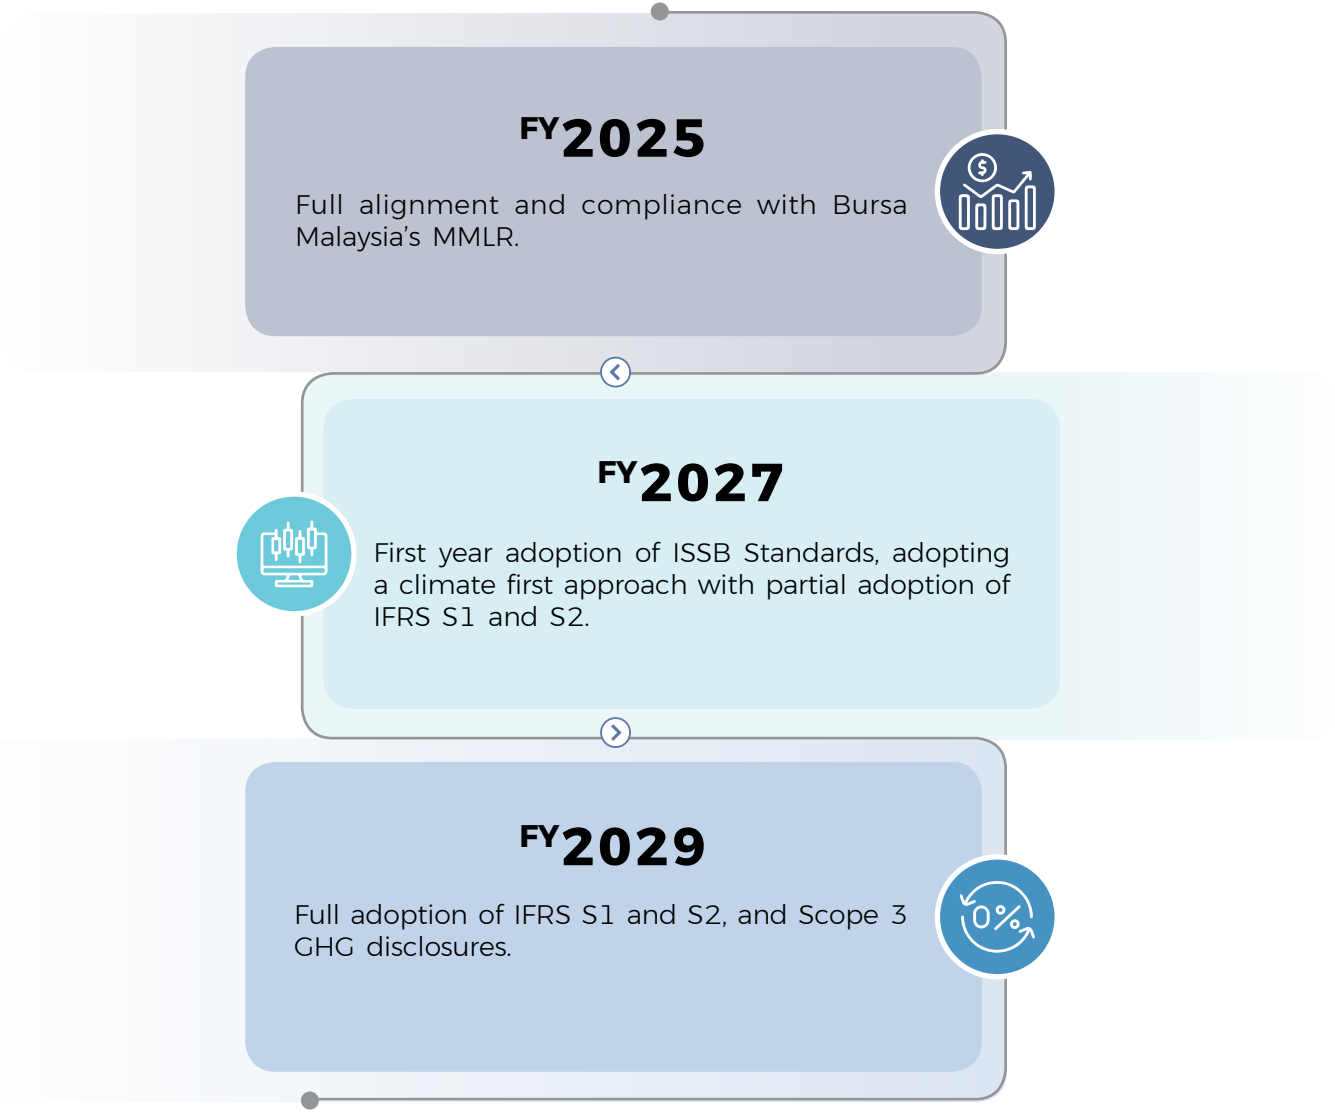 FY2025
Full alignment and compliance with Bursa
Malaysia’s MMLR.
FY2027
First year adoption of ISSB Standards, adopting
a climate first approach with partial adoption of
IFRS S1 and S2.
FY2029
Full adoption of IFRS S1 and S2, and Scope 3
GHG disclosures.
0%